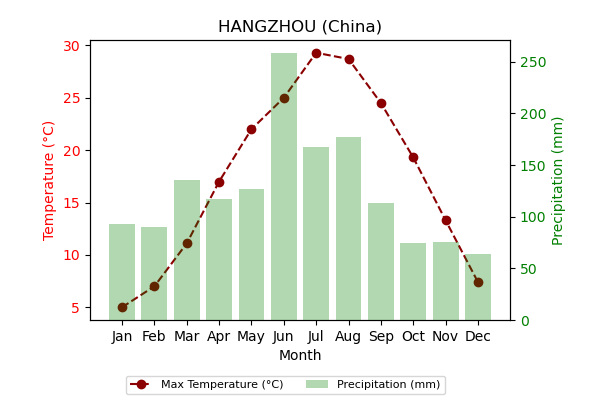 HANGZHOU (China)
30
25
20
15
10
5
Temperature (°C)
250
200
150
100
50
0
Precipitation (mm)
Jan Feb Mar Apr May Jun Jul Aug Sep Oct Nov Dec
Month
Max Temperature (°C) Precipitation (mm)